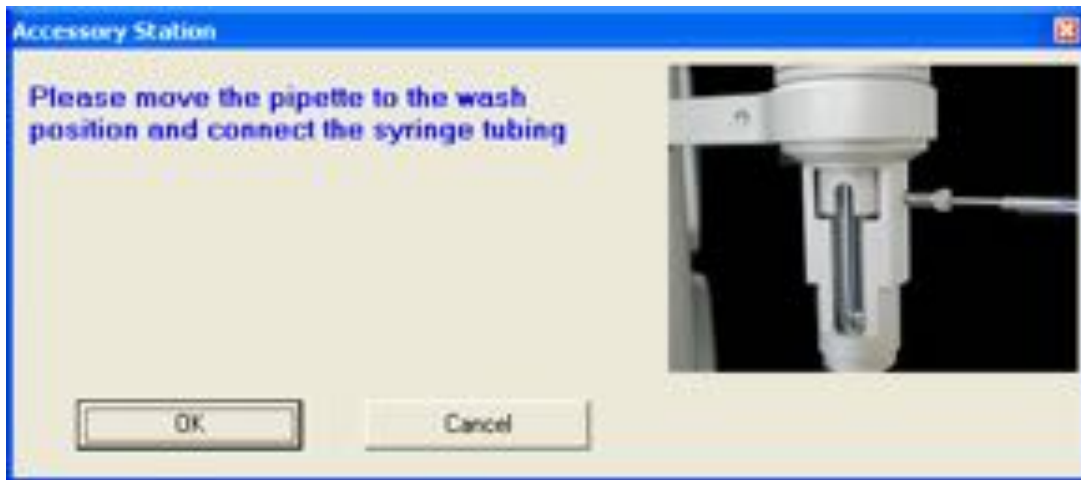 Accessory Station
Please move the pipette to the wash
position and connect the syringe tubing
OK
Cancel